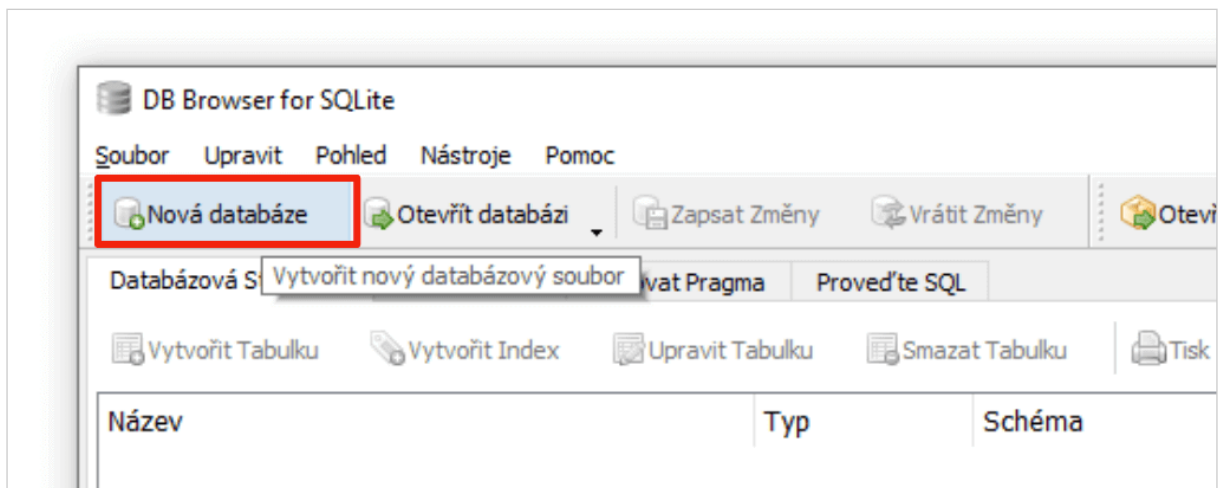 DB Browser for SQLite
Soubor Upravit Pohled Nástroje Pomoc
Nová databáze Otevřít databázi Zapsat Změny Vrátit Změny
Databázová Vytvořit nový databázový soubor Pragma Proveďte SQL
Vytvořit Tabulku Vytvořit Index Upravit Tabulku Smazat Tabulku Tisk
Název Typ Schéma